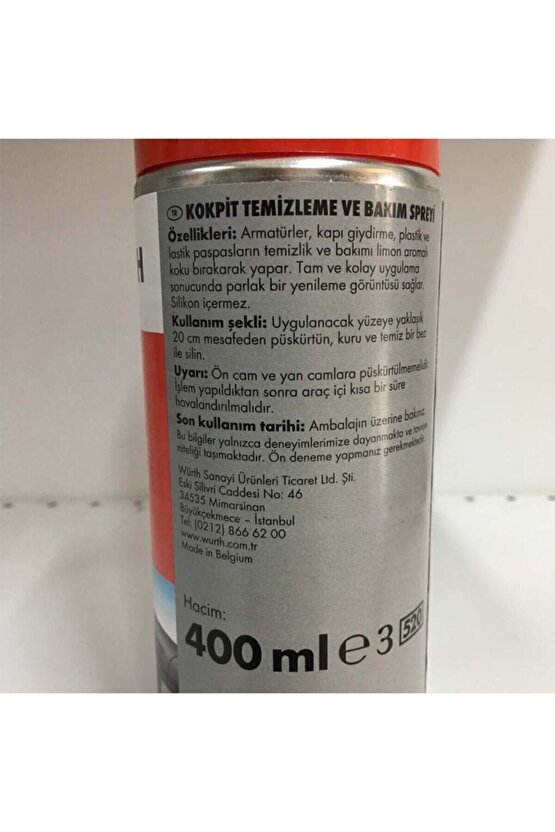 H
TR KOKPİT TEMİZLEME VE BAKIM SPREYİ
Özellikleri: Armatürler, kapı giydirme, plastik ve
lastik paspasların temizlik ve bakımı limon aromalı
koku bırakarak yapar. Tam ve kolay uygulama
sonucunda parlak bir yenileme görüntüsü sağlar.
Silikon içermez.
Kullanım şekli: Uygulanacak yüzeye yaklaşık
20 cm mesafeden püskürtün, kuru ve temiz bir bez
ile silin.
Uyarı: Ön cam ve yan camlara püskürtülmemelidir.
İşlem yapıldıktan sonra araç içi kısa bir süre
havalandırılmalıdır.
Son kullanım tarihi: Ambalajın üzerine bakınız.
Bu bilgiler yalnızca deneyimlerimize dayanmakta ve tavsiye
niteliği taşımaktadır. Ön deneme yapmanız gerekmektedir.
Würth Sanayi Ürünleri Ticaret Ltd. Şti.
Eski Silivri Caddesi No: 46
34535 Mimarsinan
Büyükçekmece – İstanbul
Tel: (0212) 866 62 00
www.wurth.com.tr
Made in Belgium
Hacim:
400 ml e 3 520